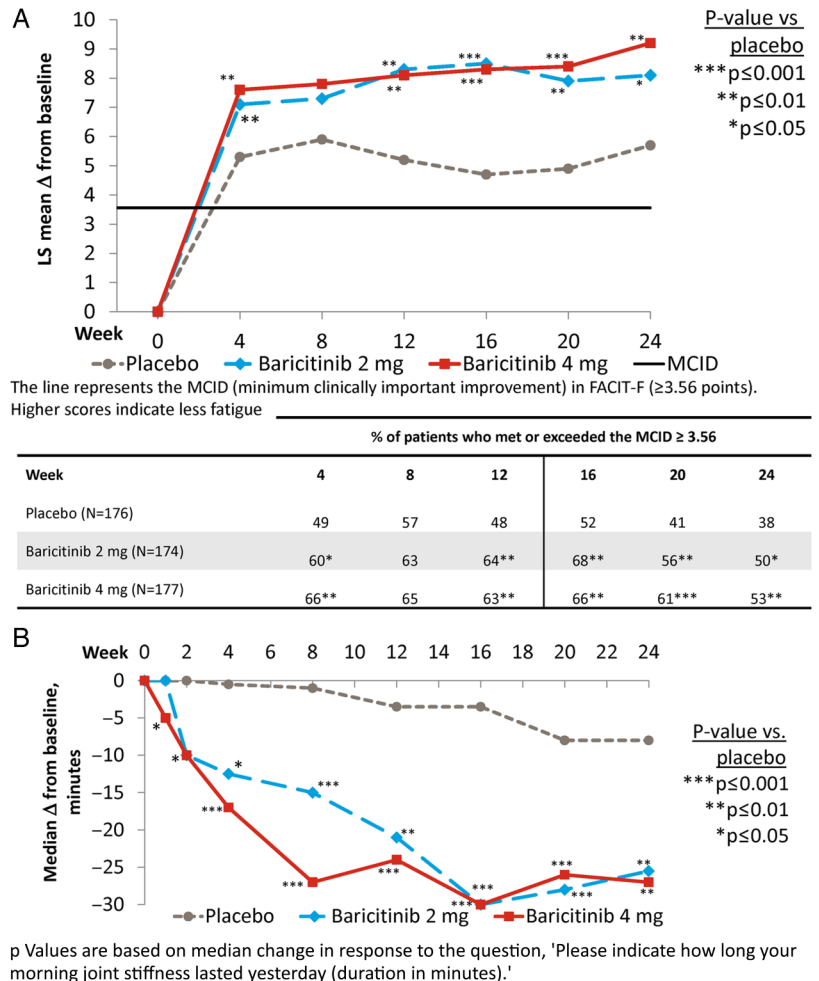 A
P-value vs
placebo
***p≤0.001
**p≤0.01
*p≤0.05
LS mean Δ from baseline
10
9
8
7
6
5
4
3
2
1
0
** ** *** *** **
** ** *** ** *
Week
0 4 8 12 16 20 24
Placebo Baricitinib 2 mg Baricitinib 4 mg MCID
The line represents the MCID (minimum clinically important improvement) in FACIT-F (≥3.56 points).
Higher scores indicate less fatigue
% of patients who met or exceeded the MCID ≥ 3.56
Week 4 8 12 16 20 24
Placebo (N=176) 49 57 48 52 41 38
Baricitinib 2 mg (N=174) 60* 63 64** 68** 56** 50*
Baricitinib 4 mg (N=177) 66** 65 63** 66** 61*** 53**
B
Week 0 2 4 6 8 10 12 14 16 18 20 22 24
Median Δ from baseline,
minutes
0
−5
−10
−15
−20
−25
−30
* * * *** *** *** ** *** *** *** *** *** ** **
P-value vs.
placebo
***p≤0.001
**p≤0.01
*p≤0.05
Placebo Baricitinib 2 mg Baricitinib 4 mg
p Values are based on median change in response to the question, 'Please indicate how long your
morning joint stiffness lasted yesterday (duration in minutes).'